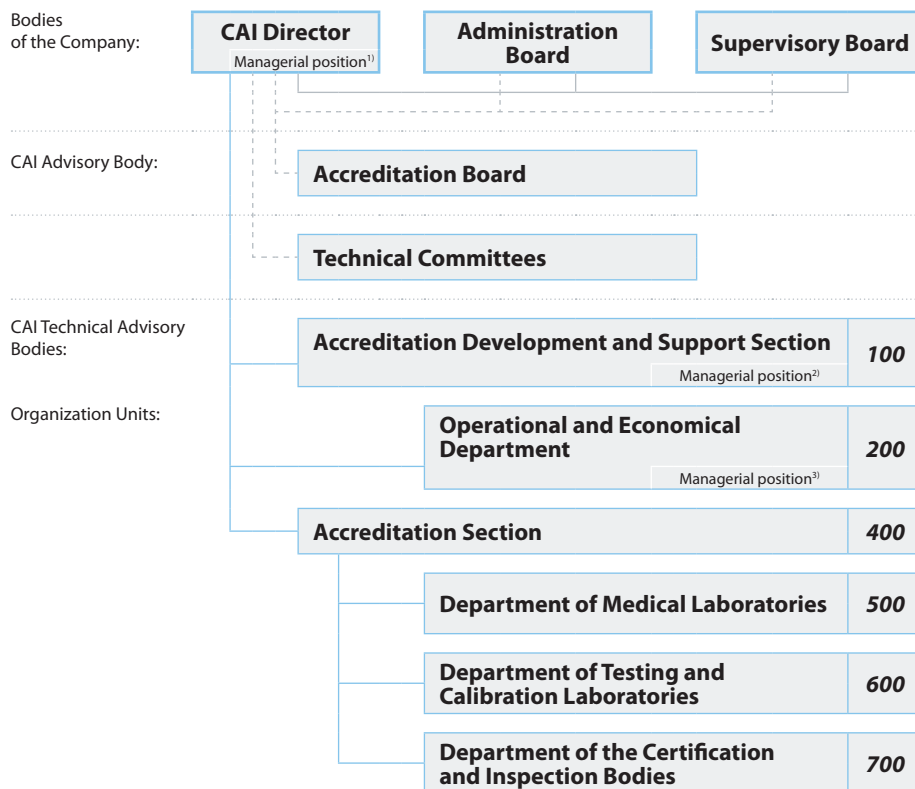 Bodies
of the Company:
CAI Director
Managerial position1)
Administration
Board
Supervisory Board
CAI Advisory Body:
Accreditation Board
Technical Committees
CAI Technical Advisory
Bodies:
Accreditation Development and Support Section
100
Managerial position2)
Organization Units:
Operational and Economical
Department
200
Managerial position3)
Accreditation Section
400
Department of Medical Laboratories
500
Department of Testing and
Calibration Laboratories
600
Department of the Certification
and Inspection Bodies
700